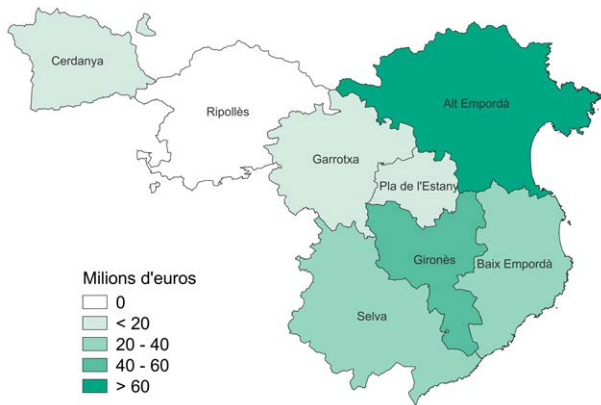 Cerdanya
Ripollès
Alt Empordà
Garrotxa
Pla de l'Estany
Gironès
Baix Empordà
Selva
Milions d'euros
0
< 20
20 - 40
40 - 60
> 60